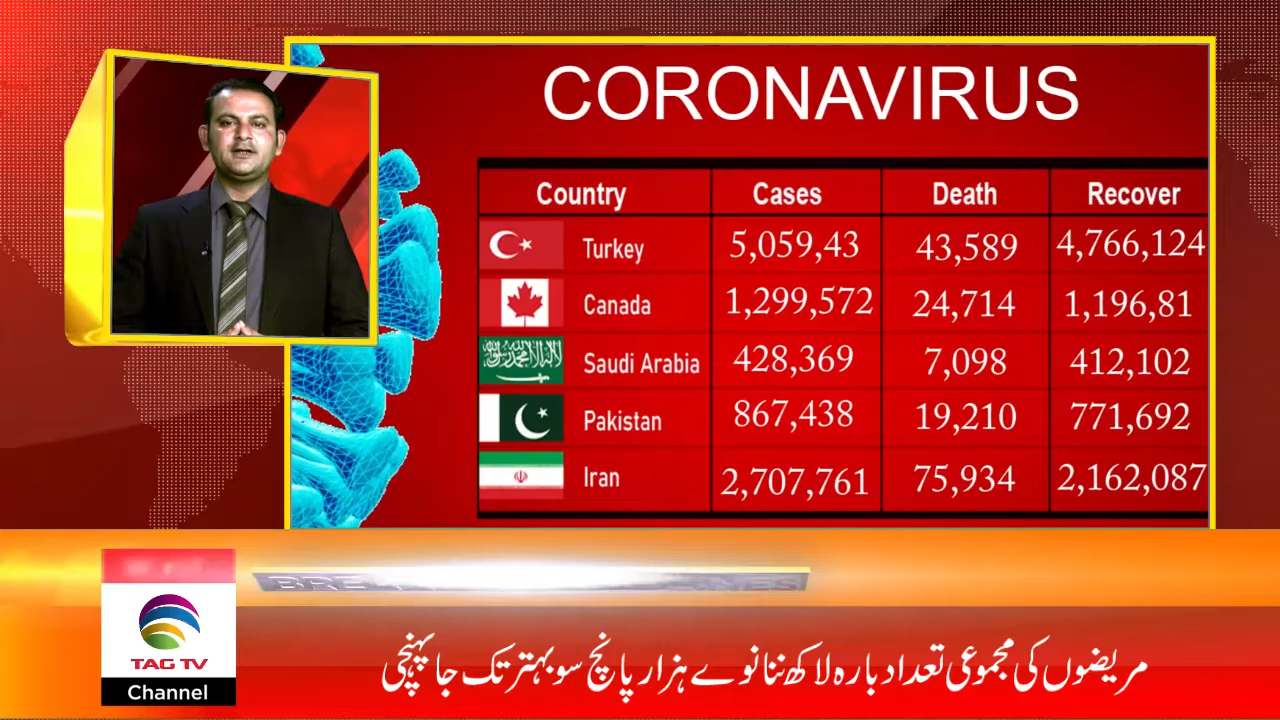 CORONAVIRUS
Country Cases Death Recover
Turkey 5,059,43 43,589 4,766,124
Canada 1,299,572 24,714 1,196,81
Saudi Arabia 428,369 7,098 412,102
Pakistan 867,438 19,210 771,692
Iran 2,707,761 75,934 2,162,087
TAG TV
Channel
مریضوں کی مجموعی تعداد بارہ لاکھ ننانوے ہزار پانچ سو بہتر تک جا پہنچی